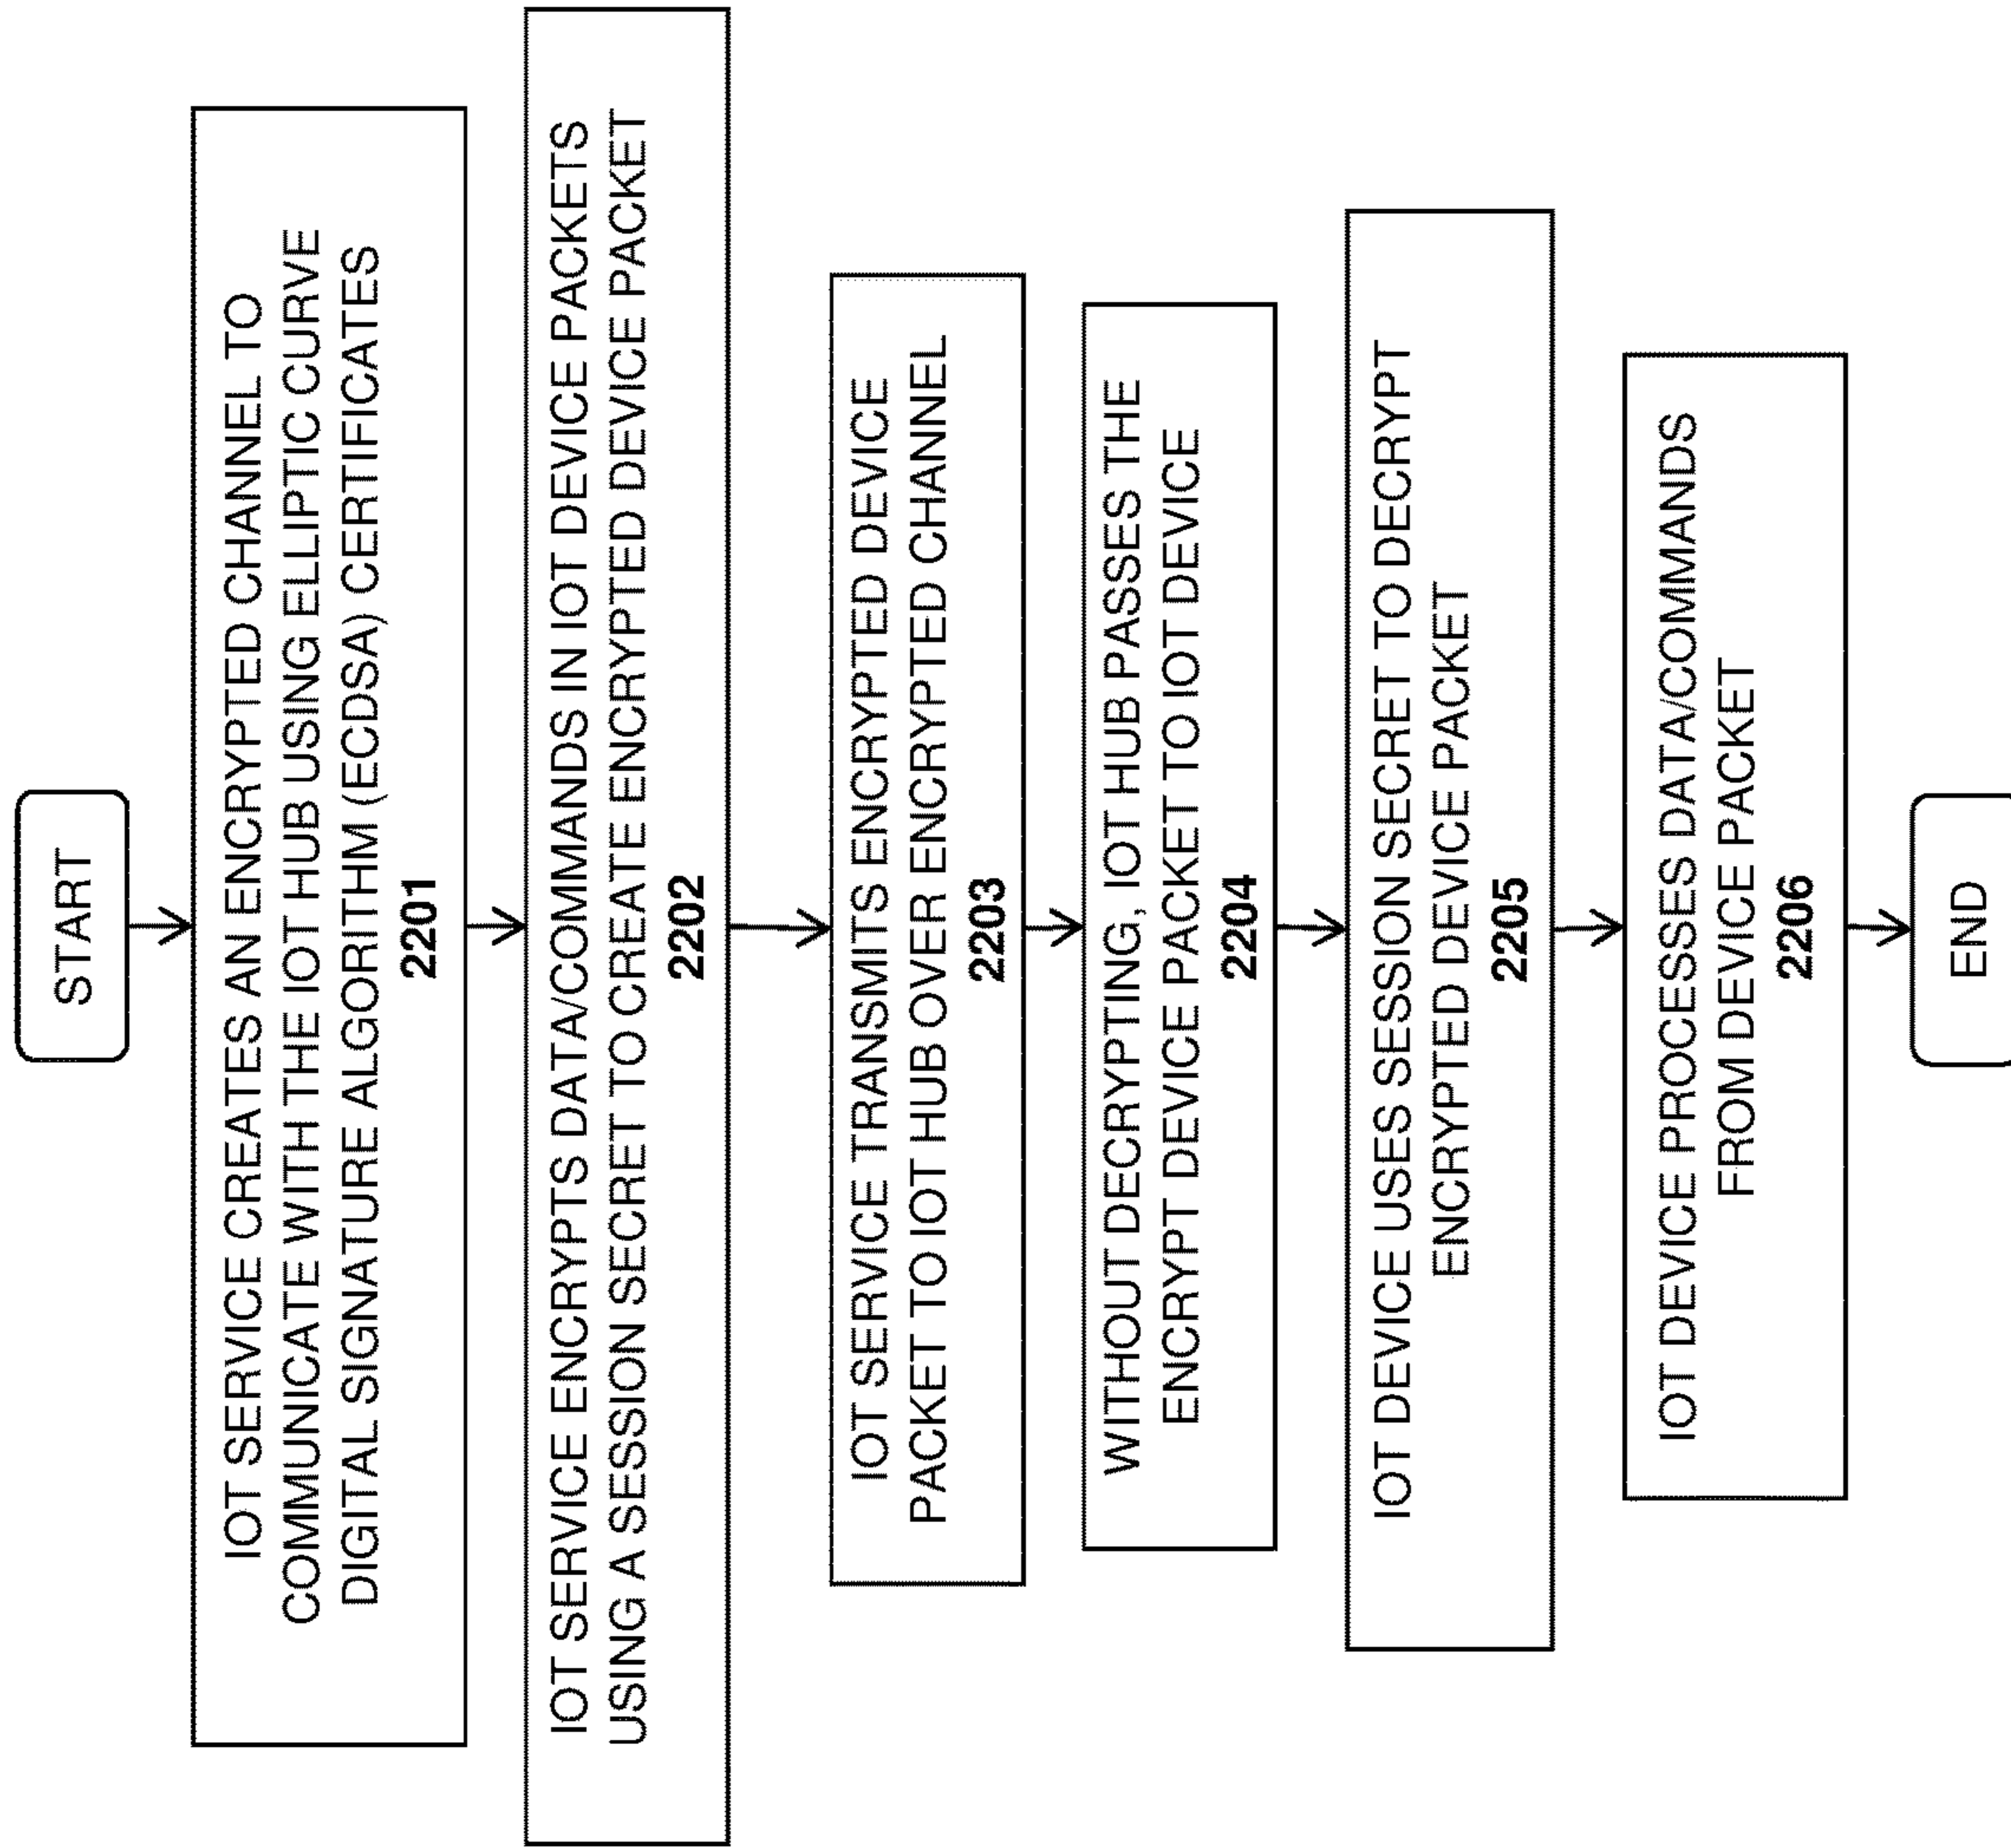 START
IOT SERVICE CREATES AN ENCRYPTED CHANNEL TO
COMMUNICATE WITH THE IOT HUB USING ELLIPTIC CURVE
DIGITAL SIGNATURE ALGORITHM (ECDSA) CERTIFICATES
2201
IOT SERVICE ENCRYPTS DATA/COMMANDS IN IOT DEVICE PACKETS
USING A SESSION SECRET TO CREATE ENCRYPTED DEVICE PACKET
2202
IOT SERVICE TRANSMITS ENCRYPTED DEVICE
PACKET TO IOT HUB OVER ENCRYPTED CHANNEL
2203
WITHOUT DECRYPTING, IOT HUB PASSES THE
ENCRYPT DEVICE PACKET TO IOT DEVICE
2204
IOT DEVICE USES SESSION SECRET TO DECRYPT
ENCRYPTED DEVICE PACKET
2205
IOT DEVICE PROCESSES DATA/COMMANDS
FROM DEVICE PACKET
2206
END